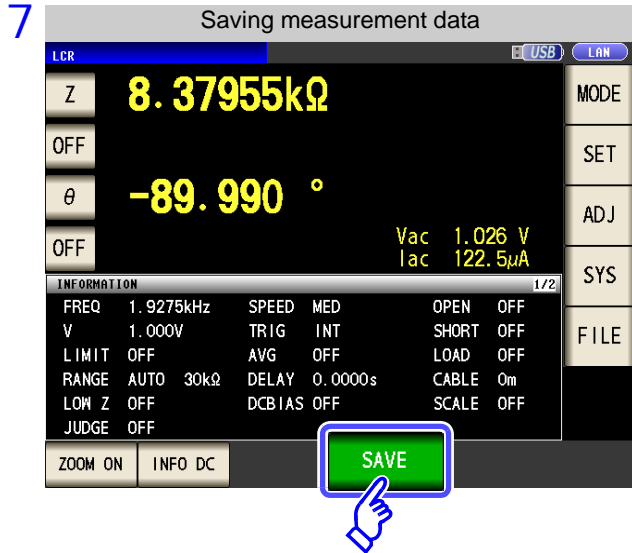 7
Saving measurement data
LCR USB LAN
Z 8.37955kΩ MODE
OFF SET
θ -89.990 ° ADJ
OFF Vac 1.026 V
Iac 122.5μA SYS
INFORMATION 1/2
FREQ 1.9275kHz SPEED MED OPEN OFF
V 1.000V TRIG INT SHORT OFF FILE
LIMIT OFF AVG OFF LOAD OFF
RANGE AUTO 30kΩ DELAY 0.0000s CABLE 0m
LOW Z OFF DCBIAS OFF SCALE OFF
JUDGE OFF
ZOOM ON INFO DC SAVE